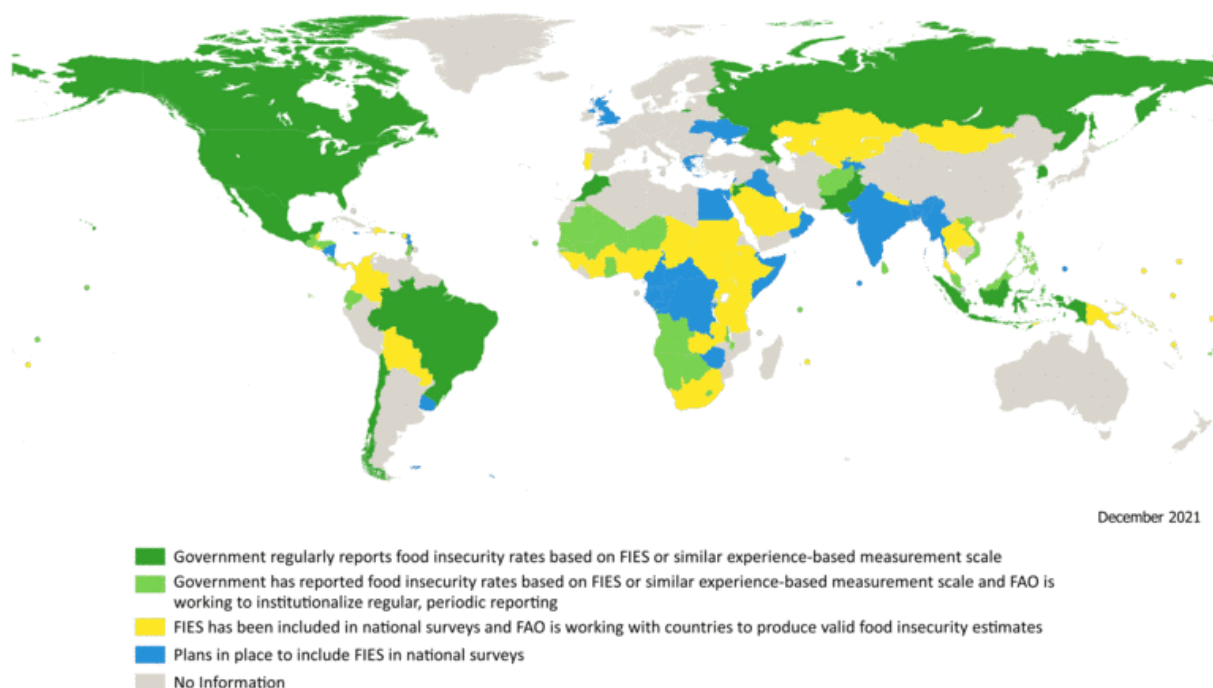 December 2021
Government regularly reports food insecurity rates based on FIES or similar experience-based measurement scale
Government has reported food insecurity rates based on FIES or similar experience-based measurement scale and FAO is
working to institutionalize regular, periodic reporting
FIES has been included in national surveys and FAO is working with countries to produce valid food insecurity estimates
Plans in place to include FIES in national surveys
No Information